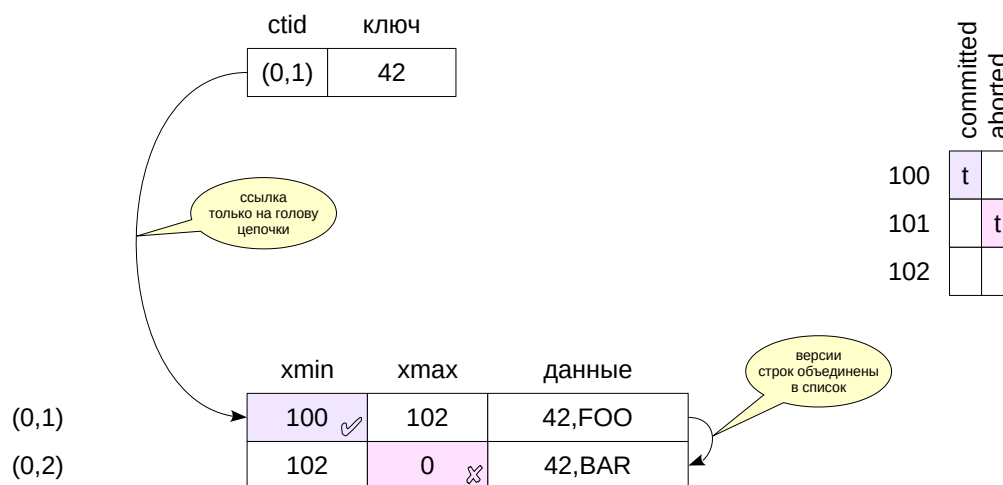 ctid ключ
(0,1) 42
committed
aborted
100 t
101 t
102
ссылка
только на голову
цепочки
версии
строк объединены
в список
xmin xmax данные
(0,1) 100 102 42,FOO
(0,2) 102 0 42,BAR